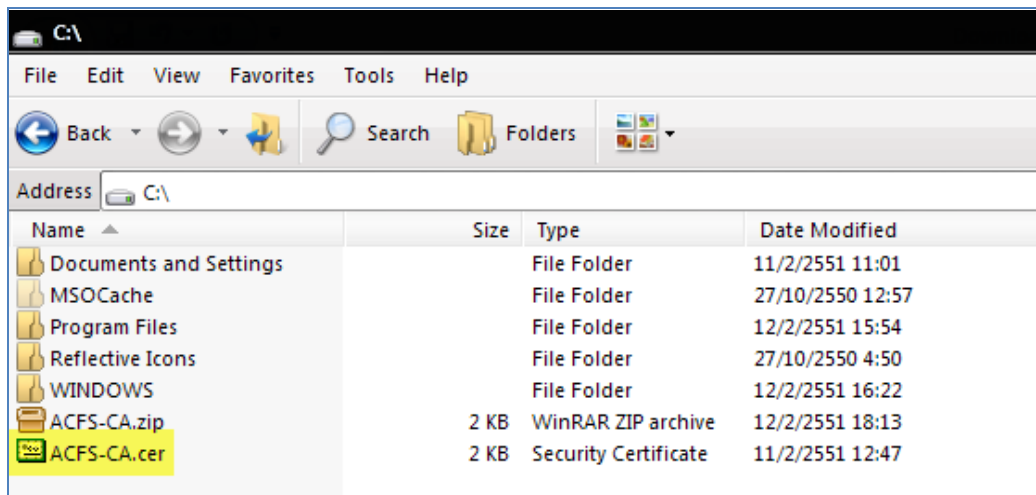 C:\
File Edit View Favorites Tools Help
Back Search Folders
Address C:\
Name Size Type Date Modified
Documents and Settings File Folder 11/2/2551 11:01
MSOCache File Folder 27/10/2550 12:57
Program Files File Folder 12/2/2551 15:54
Reflective Icons File Folder 27/10/2550 4:50
WINDOWS File Folder 12/2/2551 16:22
ACFS-CA.zip 2 KB WinRAR ZIP archive 12/2/2551 18:13
ACFS-CA.cer 2 KB Security Certificate 11/2/2551 12:47